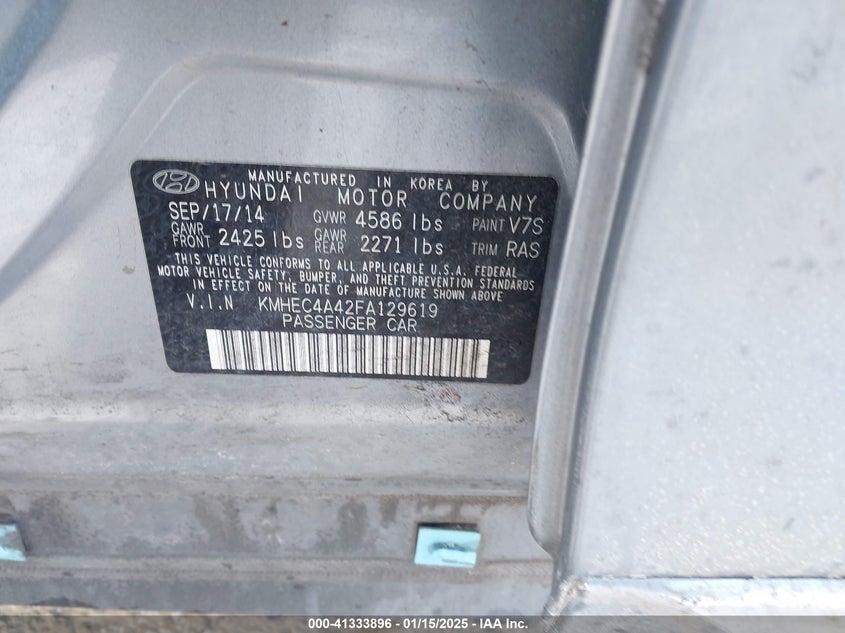 MANUFACTURED IN KOREA BY
HYUNDAI MOTOR COMPANY
SEP/17/14 GVWR 4586 lbs PAINT V7S
GAWR FRONT 2425 lbs GAWR REAR 2271 lbs TRIM RAS
THIS VEHICLE CONFORMS TO ALL APPLICABLE U.S.A. FEDERAL
MOTOR VEHICLE SAFETY, BUMPER, AND THEFT PREVENTION STANDARDS
IN EFFECT ON THE DATE OF MANUFACTURE SHOWN ABOVE
V.I.N KMHEC4A42FA129619
PASSENGER CAR
000-41333896 - 01/15/2025 - IAA Inc.